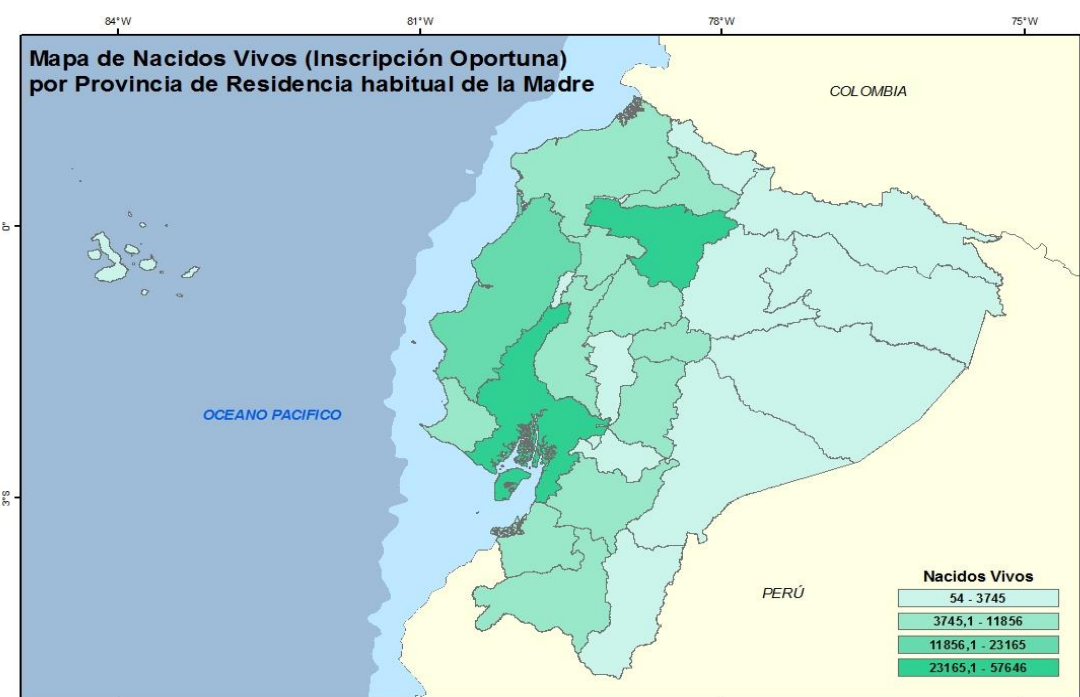 84°W
81°W
78°W
75°W
Mapa de Nacidos Vivos (Inscripción Oportuna)
por Provincia de Residencia habitual de la Madre
COLOMBIA
0°
OCEANO PACIFICO
3°S
PERÚ
Nacidos Vivos
54 - 3745
3745,1 - 11856
11856,1 - 23165
23165,1 - 57646